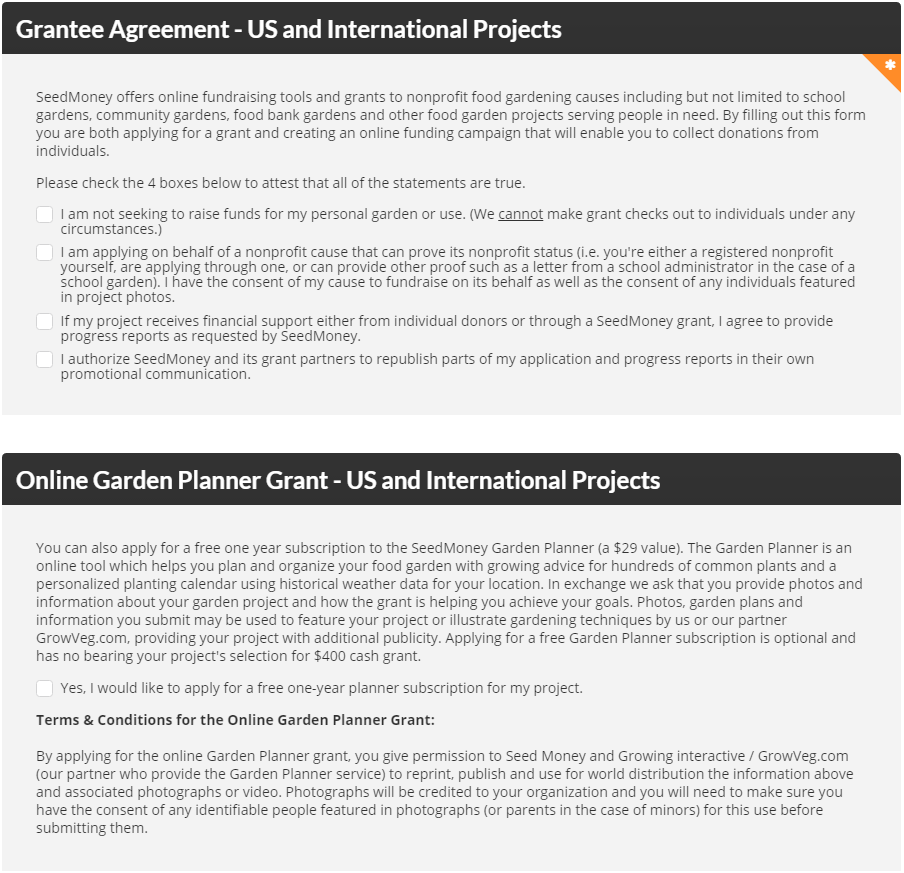 Grantee Agreement - US and International Projects
SeedMoney offers online fundraising tools and grants to nonprofit food gardening causes including but not limited to school
gardens, community gardens, food bank gardens and other food garden projects serving people in need. By filling out this form
you are both applying for a grant and creating an online funding campaign that will enable you to collect donations from
individuals.
Please check the 4 boxes below to attest that all of the statements are true.
I am not seeking to raise funds for my personal garden or use. (We cannot make grant checks out to individuals under any
circumstances.)
I am applying on behalf of a nonprofit cause that can prove its nonprofit status (i.e. you're either a registered nonprofit
yourself, are applying through one, or can provide other proof such as a letter from a school administrator in the case of a
school garden). I have the consent of my cause to fundraise on its behalf as well as the consent of any individuals featured
in project photos.
If my project receives financial support either from individual donors or through a SeedMoney grant, I agree to provide
progress reports as requested by SeedMoney.
I authorize SeedMoney and its grant partners to republish parts of my application and progress reports in their own
promotional communication.
Online Garden Planner Grant - US and International Projects
You can also apply for a free one year subscription to the SeedMoney Garden Planner (a $29 value). The Garden Planner is an
online tool which helps you plan and organize your food garden with growing advice for hundreds of common plants and a
personalized planting calendar using historical weather data for your location. In exchange we ask that you provide photos and
information about your garden project and how the grant is helping you achieve your goals. Photos, garden plans and
information you submit may be used to feature your project or illustrate gardening techniques by us or our partner
GrowVeg.com, providing your project with additional publicity. Applying for a free Garden Planner subscription is optional and
has no bearing your project's selection for $400 cash grant.
Yes, I would like to apply for a free one-year planner subscription for my project.
Terms & Conditions for the Online Garden Planner Grant:
By applying for the online Garden Planner grant, you give permission to Seed Money and Growing interactive / GrowVeg.com
(our partner who provide the Garden Planner service) to reprint, publish and use for world distribution the information above
and associated photographs or video. Photographs will be credited to your organization and you will need to make sure you
have the consent of any identifiable people featured in photographs (or parents in the case of minors) for this use before
submitting them.